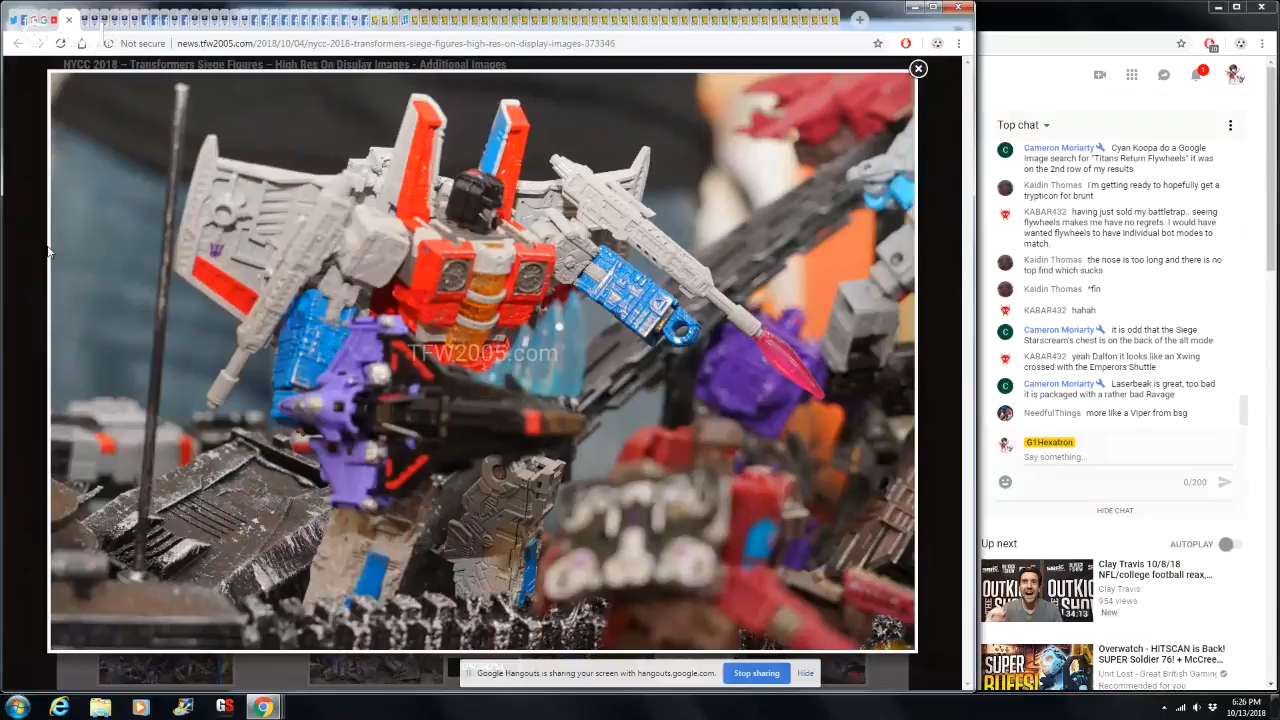 Not secure
news.tfw2005.com/2018/10/04/nycc-2018-transformers-siege-figures-high-res-on-display-images-373346
NYCC 2018 – Transformers Siege Figures – High Res On Display Images - Additional Images
TFW2005.com
Google Hangouts is sharing your screen with hangouts.google.com.
Stop sharing
Hide
10
1
Top chat
C
Cameron Moriarty Cyan Koopa do a Google
Image search for "Titans Return Flywheels" it was
on the 2nd row of my results
Kaidin Thomas I'm getting ready to hopefully get a
trypticon for brunt
KABAR432 having just sold my battletrap.. seeing
flywheels makes me have no regrets. I would have
wanted flywheels to have individual bot modes to
match.
Kaidin Thomas the nose is too long and there is no
top find which sucks
Kaidin Thomas *fin
KABAR432 hahah
C
Cameron Moriarty it is odd that the Siege
Starscream's chest is on the back of the alt mode
KABAR432 yeah Dalton it looks like an Xwing
crossed with the Emperors Shuttle
C
Cameron Moriarty Laserbeak is great, too bad
it is packaged with a rather bad Ravage
NeedfulThings more like a Viper from bsg
G1Hexatron
Say something...
0/200
HIDE CHAT
Up next
AUTOPLAY
OUTKI
THE SHOW
34:13
Clay Travis 10/8/18
NFL/college football reax,...
Clay Travis
954 views
New
SUPER
BUFFS!
Overwatch - HITSCAN is Back!
SUPER Soldier 76! + McCree...
Unit Lost - Great British Gaming
Recommended for you
GS
6:26 PM
10/13/2018